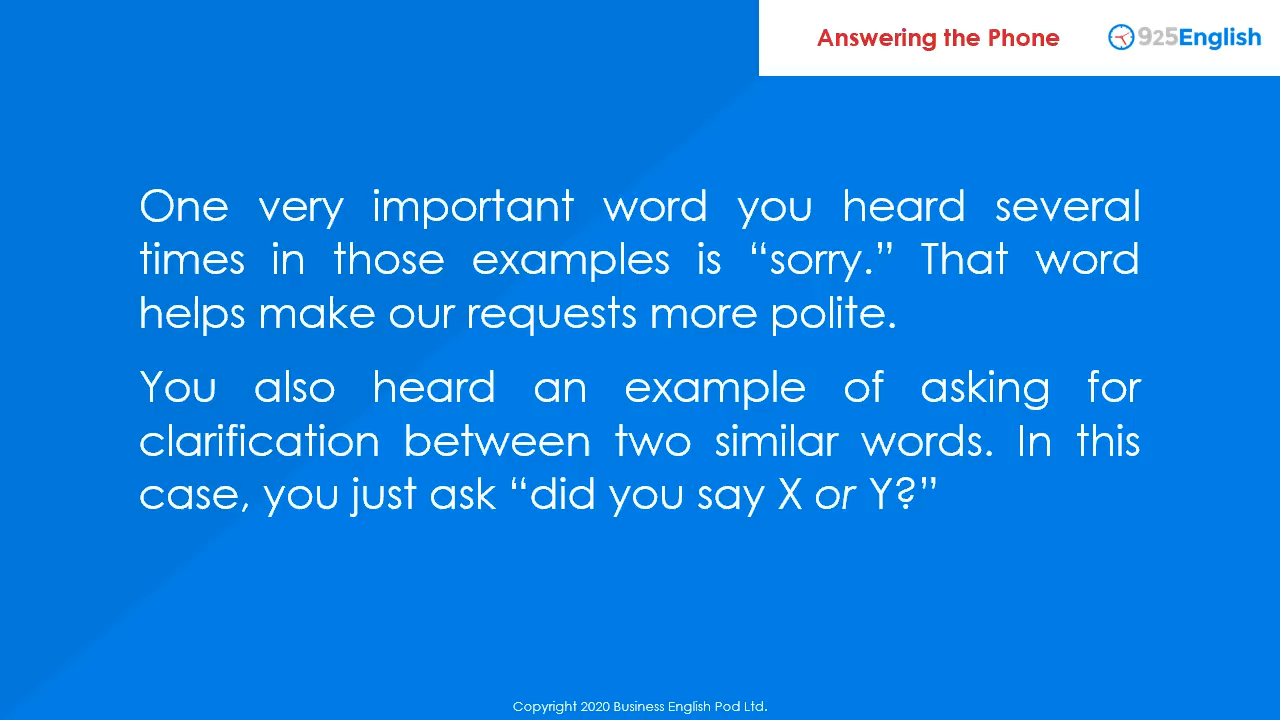 Answering the Phone
925English
One very important word you heard several
times in those examples is “sorry.” That word
helps make our requests more polite.
You also heard an example of asking for
clarification between two similar words. In this
case, you just ask “did you say X or Y?”
Copyright 2020 Business English Pod Ltd.